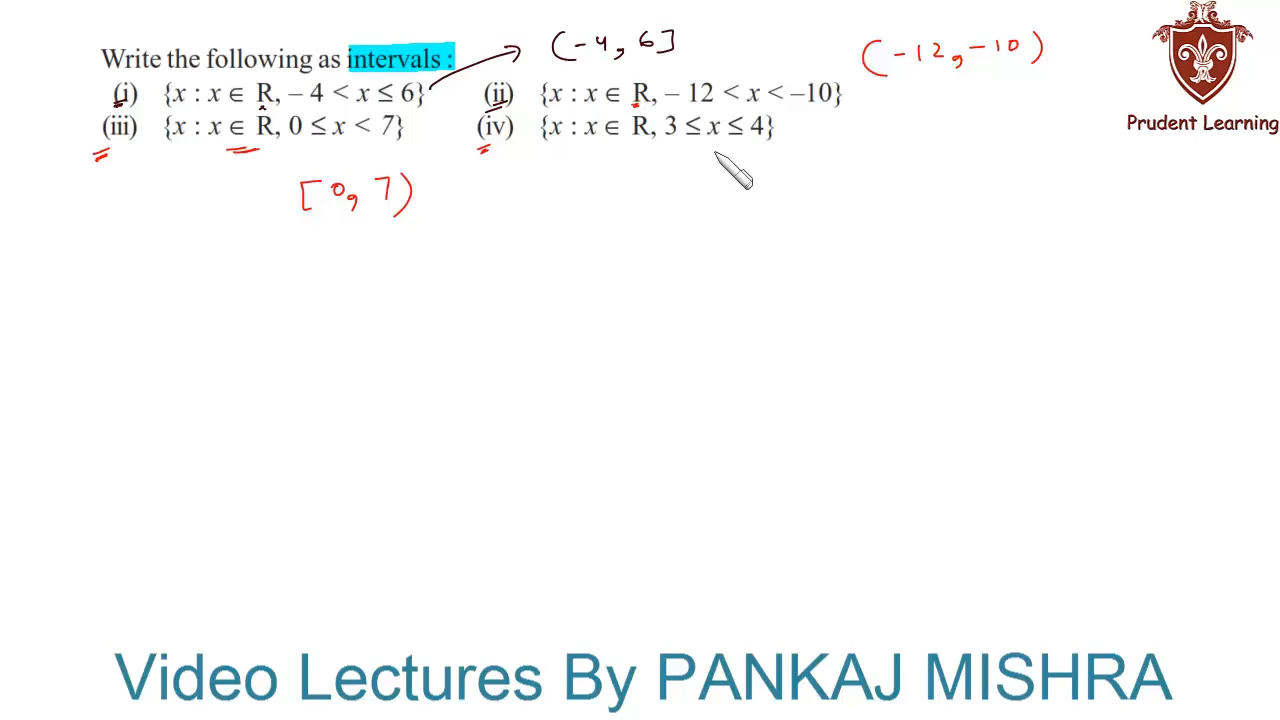 (-4, 6]
(-12, -10)
Write the following as intervals :
(i) {x : x ∈ R, – 4 < x ≤ 6} (ii) {x : x ∈ R, – 12 < x < –10}
(iii) {x : x ∈ R, 0 ≤ x < 7} (iv) {x : x ∈ R, 3 ≤ x ≤ 4}
Prudent Learning
[0, 7)
Video Lectures By PANKAJ MISHRA